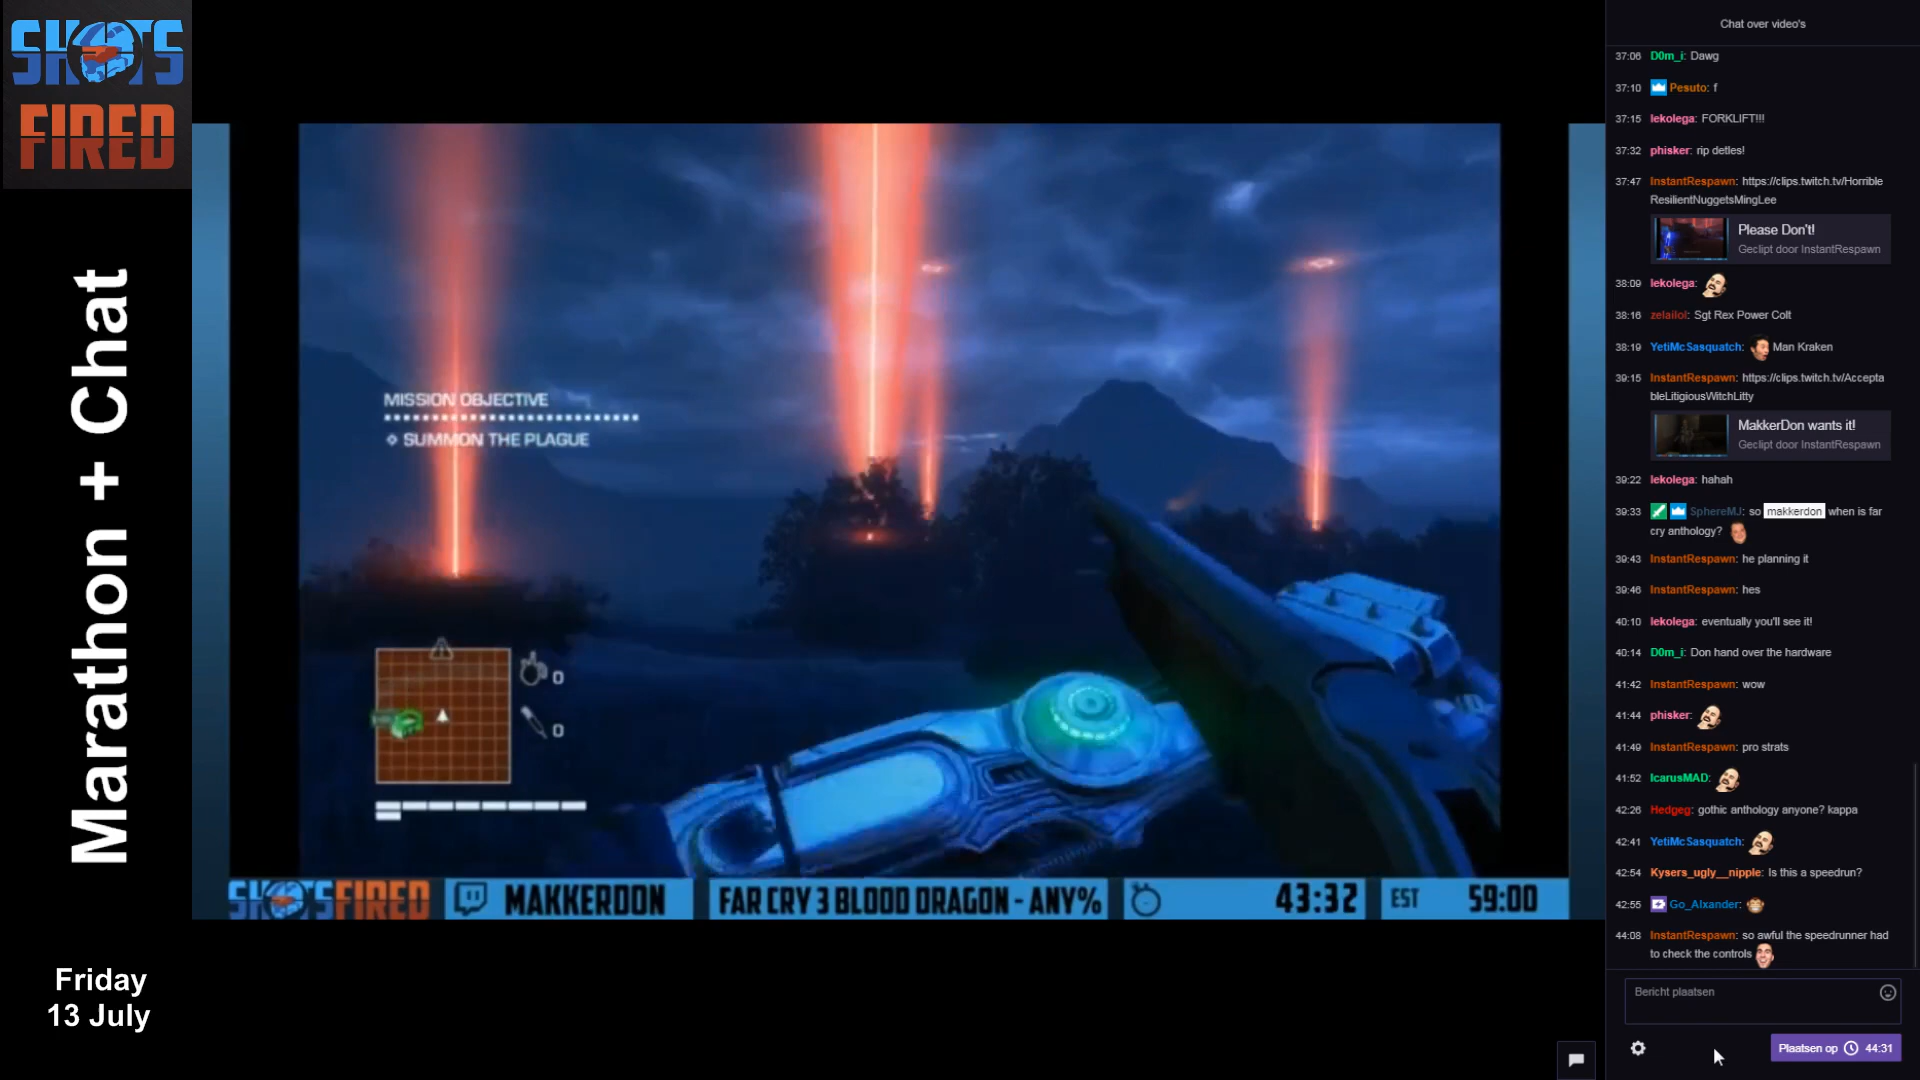 SHOTS
FIRED
Marathon + Chat
Friday
13 July
MISSION OBJECTIVE
SUMMON THE PLAGUE
0
0
SHOTSFIRED
MAKKERDON
FAR CRY 3 BLOOD DRAGON - ANY%
43:32
EST
59:00
Chat over video's
37:06 D0m_i: Dawg
37:10 Pesuto: f
37:15 lekolega: FORKLIFT!!!
37:32 phisker: rip detles!
37:47 InstantRespawn: https://clips.twitch.tv/Horrible
ResilientNuggetsMingLee
Please Don't!
Geclipt door InstantRespawn
38:09 lekolega:
38:16 zelailol: Sgt Rex Power Colt
38:19 YetiMcSasquatch: Man Kraken
39:15 InstantRespawn: https://clips.twitch.tv/Accepta
bleLitigiousWitchLitty
MakkerDon wants it!
Geclipt door InstantRespawn
39:22 lekolega: hahah
39:33 SphereMJ: so makkerdon when is far
cry anthology?
39:43 InstantRespawn: he planning it
39:46 InstantRespawn: hes
40:10 lekolega: eventually you'll see it!
40:14 D0m_i: Don hand over the hardware
41:42 InstantRespawn: wow
41:44 phisker:
41:49 InstantRespawn: pro strats
41:52 IcarusMAD:
42:26 Hedgeg: gothic anthology anyone? kappa
42:41 YetiMcSasquatch:
42:54 Kysers_ugly__nipple: Is this a speedrun?
42:55 Go_Alxander:
44:08 InstantRespawn: so awful the speedrunner had
to check the controls
Bericht plaatsen
Plaatsen op 44:31